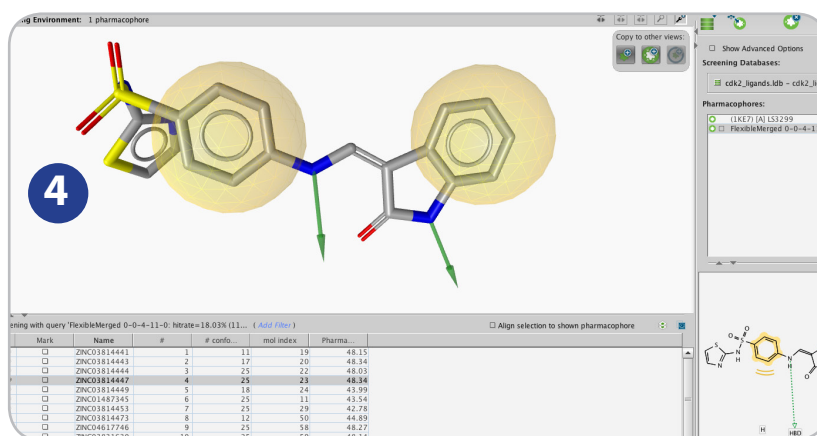 ng Environment: 1 pharmacophore
Copy to other views:
Show Advanced Options
Screening Databases:
cdk2_ligands.ldb - cdk2_li
Pharmacophores:
(1KE7) [A] LS3299
FlexibleMerged 0-0-4-1
4
ening with query 'FlexibleMerged 0-0-4-11-0: hitrate=18.03% (11... ( Add Filter )
Align selection to shown pharmacophore
Mark Name # # confo... mol index Pharma...
ZINC03814441 1 11 19 48.15
ZINC03814443 2 17 20 48.34
ZINC03814444 3 25 22 48.03
ZINC03814447 4 25 23 48.34
ZINC03814449 5 18 24 43.99
ZINC01487345 6 25 11 43.54
ZINC03814453 7 25 29 42.78
ZINC03814473 8 12 50 44.89
ZINC04617746 9 25 58 48.27
S
N
NH
O
S
O
N
H
O
H
HBD